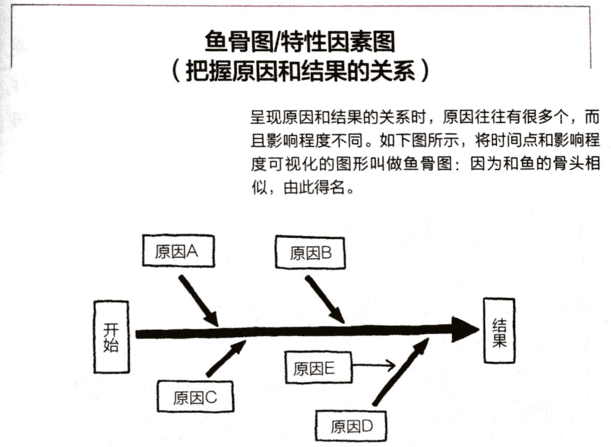 鱼骨图/特性因素图
（把握原因和结果的关系）
呈现原因和结果的关系时，原因往往有很多个，而
且影响程度不同。如下图所示，将时间点和影响程
度可视化的图形叫做鱼骨图：因为和鱼的骨头相
似，由此得名。
原因A
原因B
开始
结果
原因E
原因C
原因D